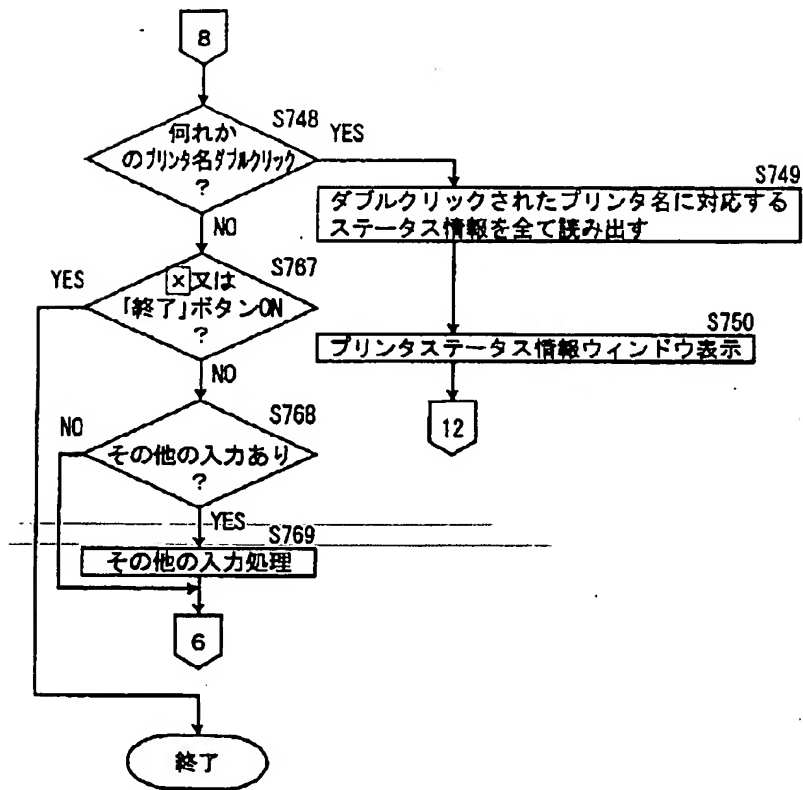 8
S748
何れか
のプリンタ名ダブルクリック
?
YES
NO
S749
ダブルクリックされたプリンタ名に対応する
ステータス情報を全て読み出す
S767
YES
×又は
「終了」ボタンON
?
NO
S750
プリンタステータス情報ウィンドウ表示
12
S768
NO
その他の入力あり
?
YES
S769
その他の入力処理
6
終了